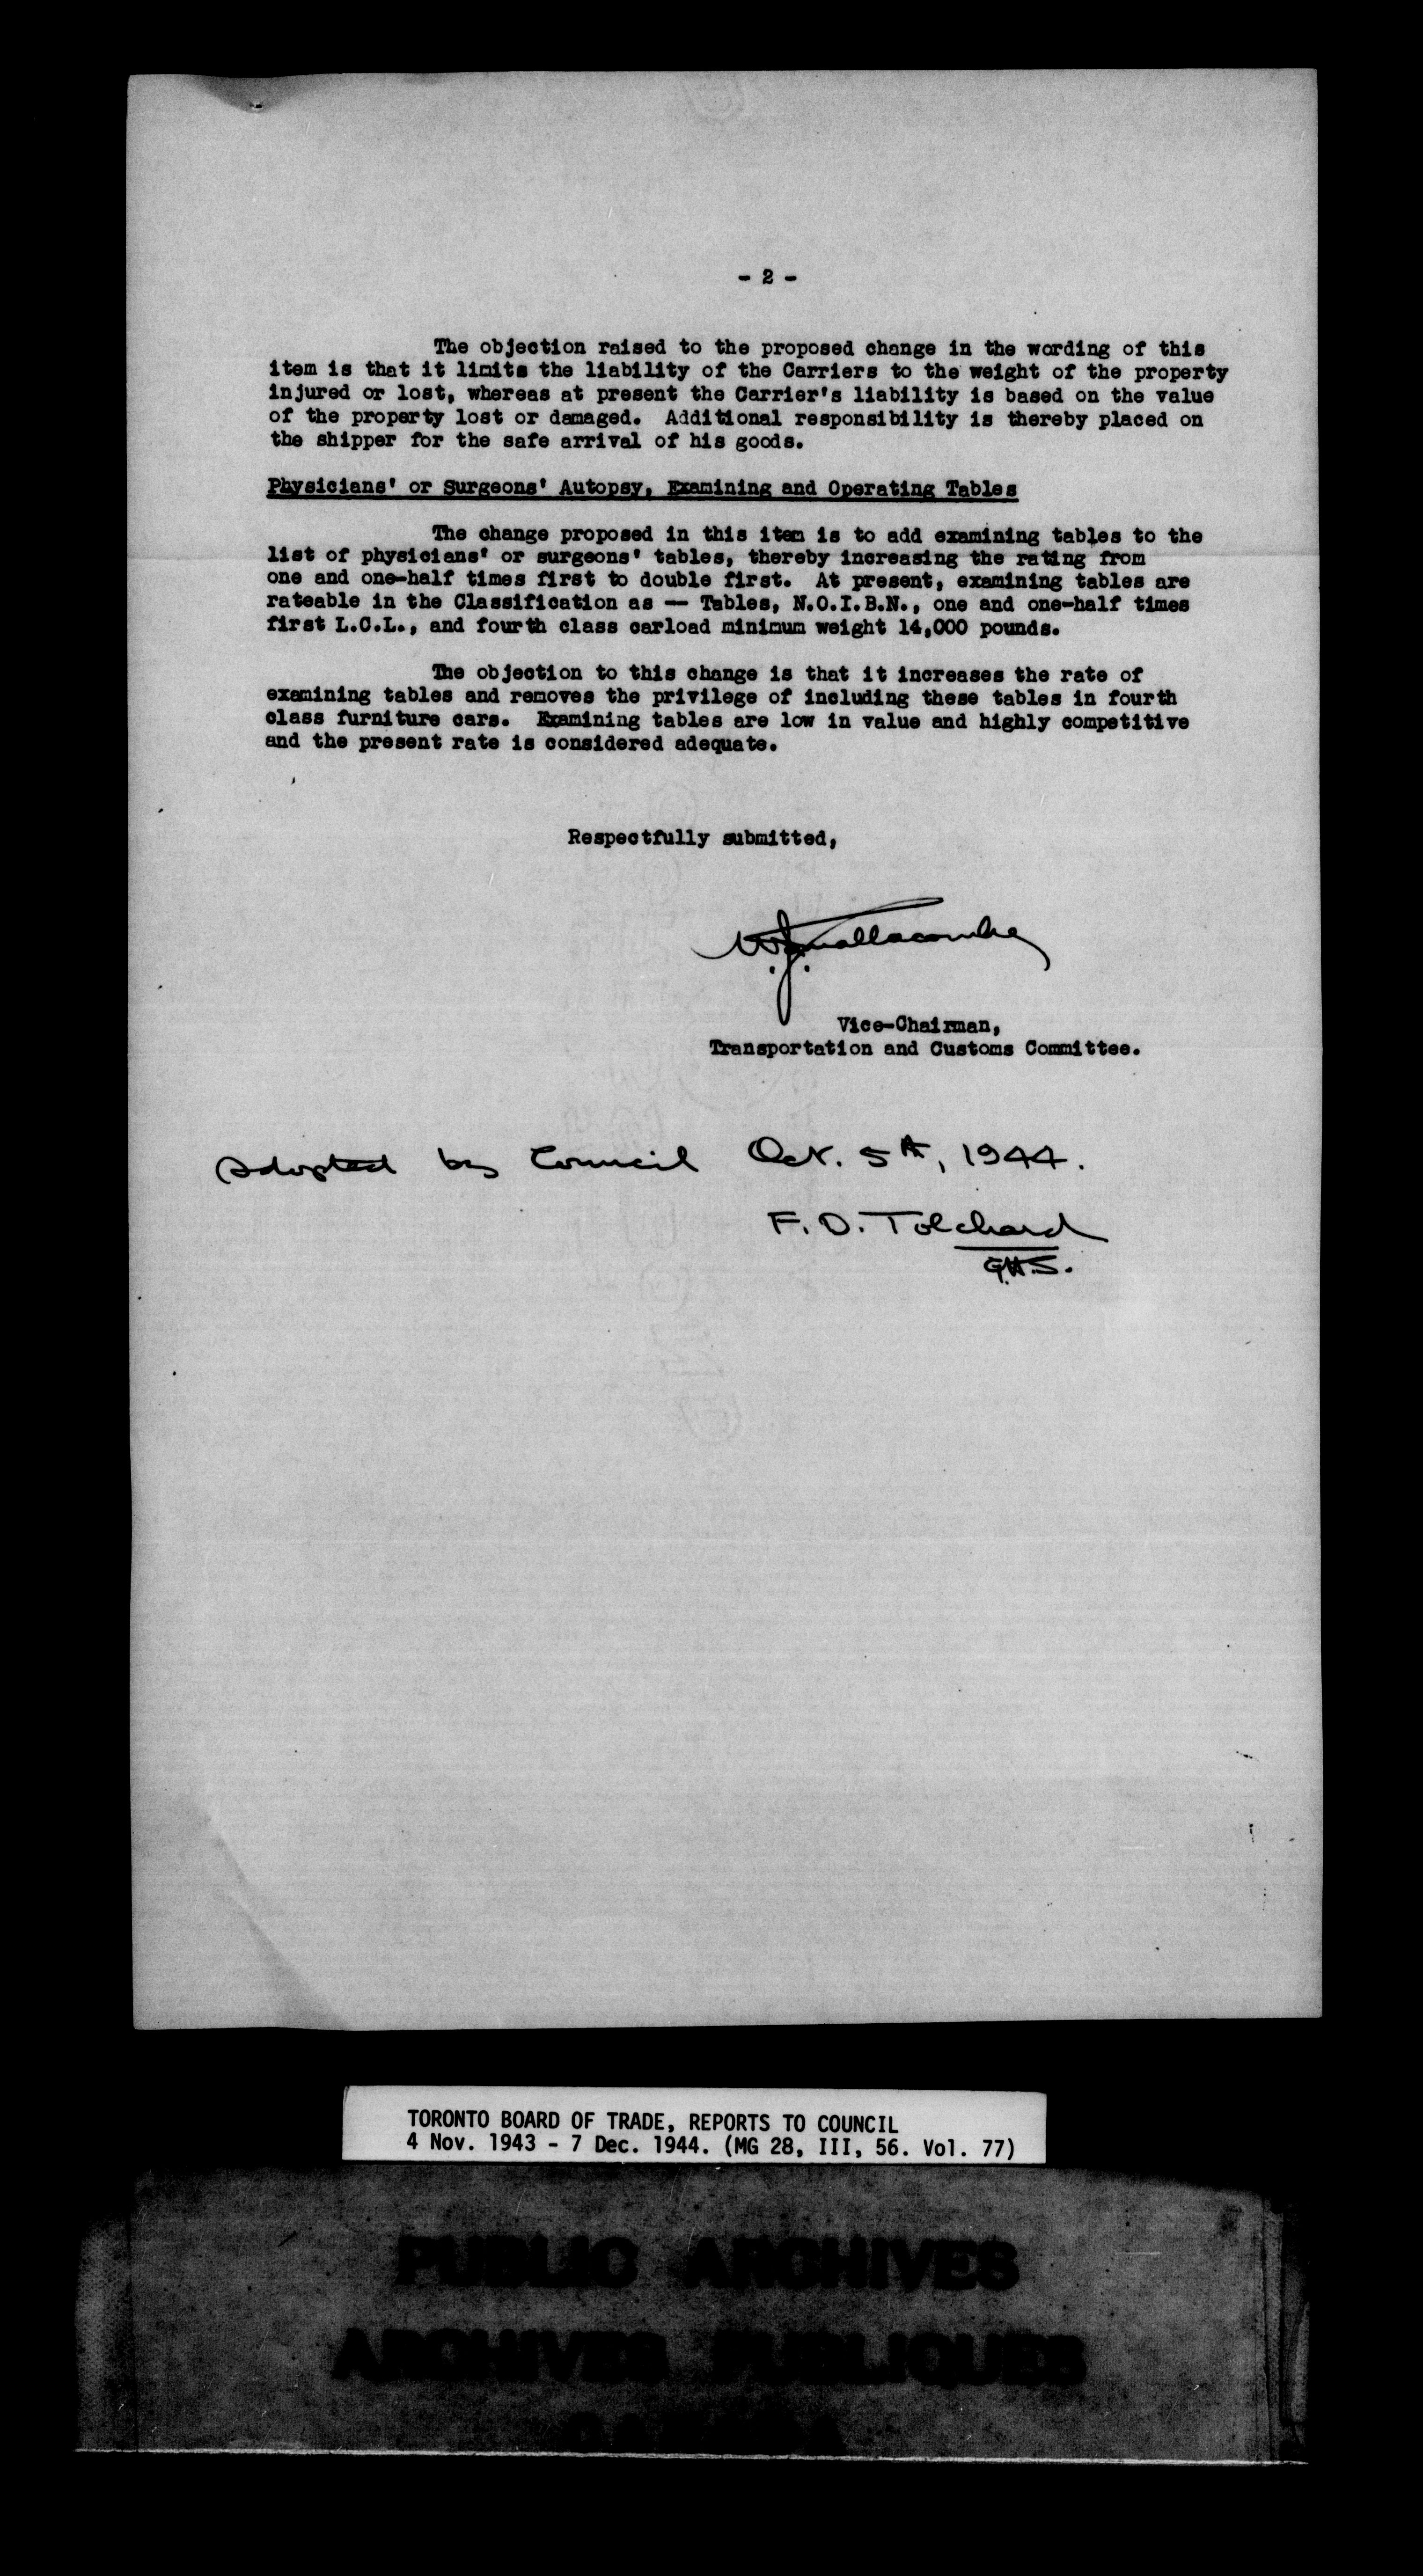 - 2 -
The objection raised to the proposed change in the wording of this
item is that it limits the liability of the Carriers to the weight of the property
injured or lost, whereas at present the Carrier's liability is based on the value
of the property lost or damaged. Additional responsibility is thereby placed on
the shipper for the safe arrival of his goods.
Physicians' or Surgeons' Autopsy, Examining and Operating Tables
The change proposed in this item is to add examining tables to the
list of physicians' or surgeons' tables, thereby increasing the rating from
one and one-half times first to double first. At present, examining tables are
rateable in the Classification as -- Tables, N.O.I.B.N., one and one-half times
first L.C.L., and fourth class carload minimum weight 14,000 pounds.
The objection to this change is that it increases the rate of
examining tables and removes the privilege of including these tables in fourth
class furniture cars. Examining tables are low in value and highly competitive
and the present rate is considered adequate.
Respectfully submitted,
Vice-Chairman,
Transportation and Customs Committee.
Adopted by Council Oct. 5th, 1944.
F. D. Tolchard
G.H.S.
TORONTO BOARD OF TRADE, REPORTS TO COUNCIL
4 Nov. 1943 - 7 Dec. 1944. (MG 28, III, 56. Vol. 77)
PUBLIC ARCHIVES
ARCHIVES PUBLIQUES